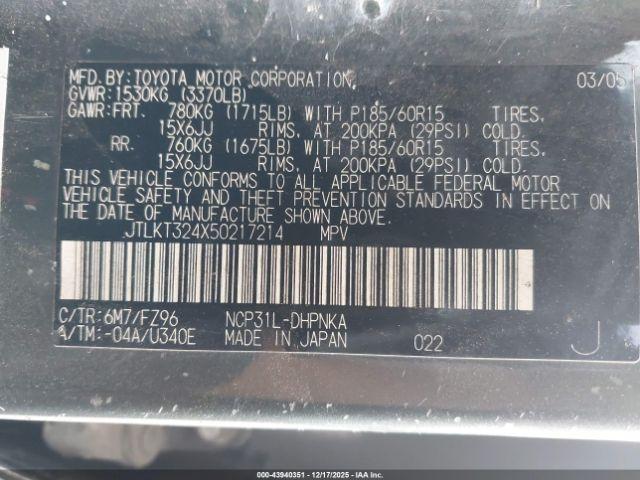 MFD.BY:TOYOTA MOTOR CORPORATION, 03/05
GVWR:1530KG (3370LB)
GAWR:FRT. 780KG (1715LB) WITH P185/60R15 TIRES,
15X6JJ RIMS, AT 200KPA (29PSI) COLD.
RR. 760KG (1675LB) WITH P185/60R15 TIRES,
15X6JJ RIMS, AT 200KPA (29PSI) COLD.
THIS VEHICLE CONFORMS TO ALL APPLICABLE FEDERAL MOTOR
VEHICLE SAFETY AND THEFT PREVENTION STANDARDS IN EFFECT ON
THE DATE OF MANUFACTURE SHOWN ABOVE.
JTLKT324X50217214 MPV
C/TR:6M7/FZ96 NCP31L-DHPNKA
A/TM:-04A/U340E MADE IN JAPAN 022 J
000-43940351 - 12/17/2025 - IAA, Inc.